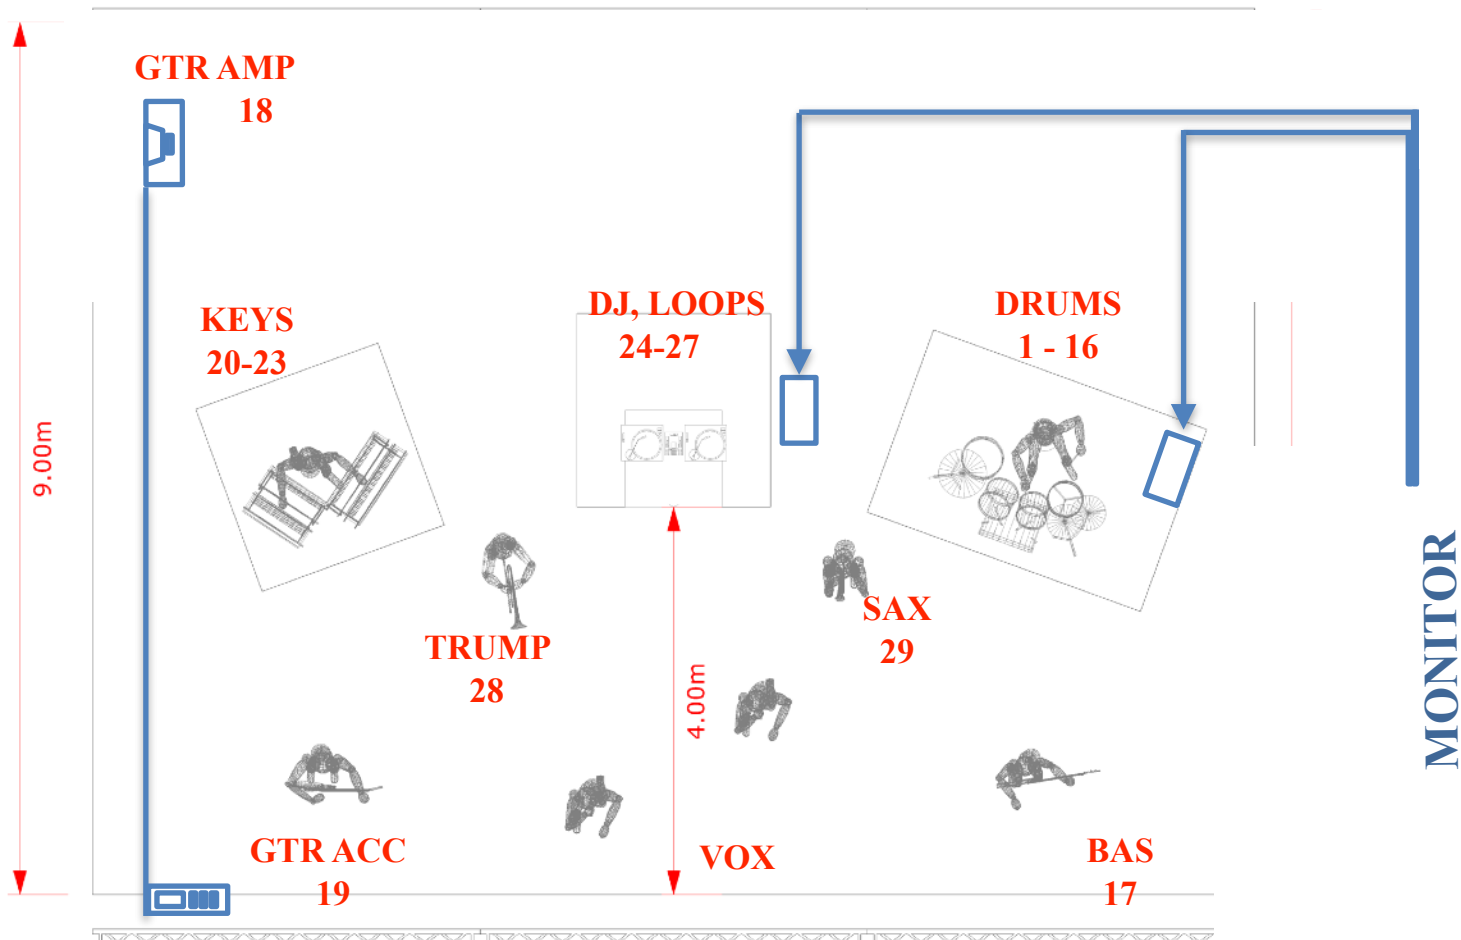 GTR AMP
18
KEYS
20-23
DJ, LOOPS
24-27
DRUMS
1 - 16
9.00m
TRUMP
28
SAX
29
4.00m
MONITOR
GTR ACC
19
VOX
BAS
17